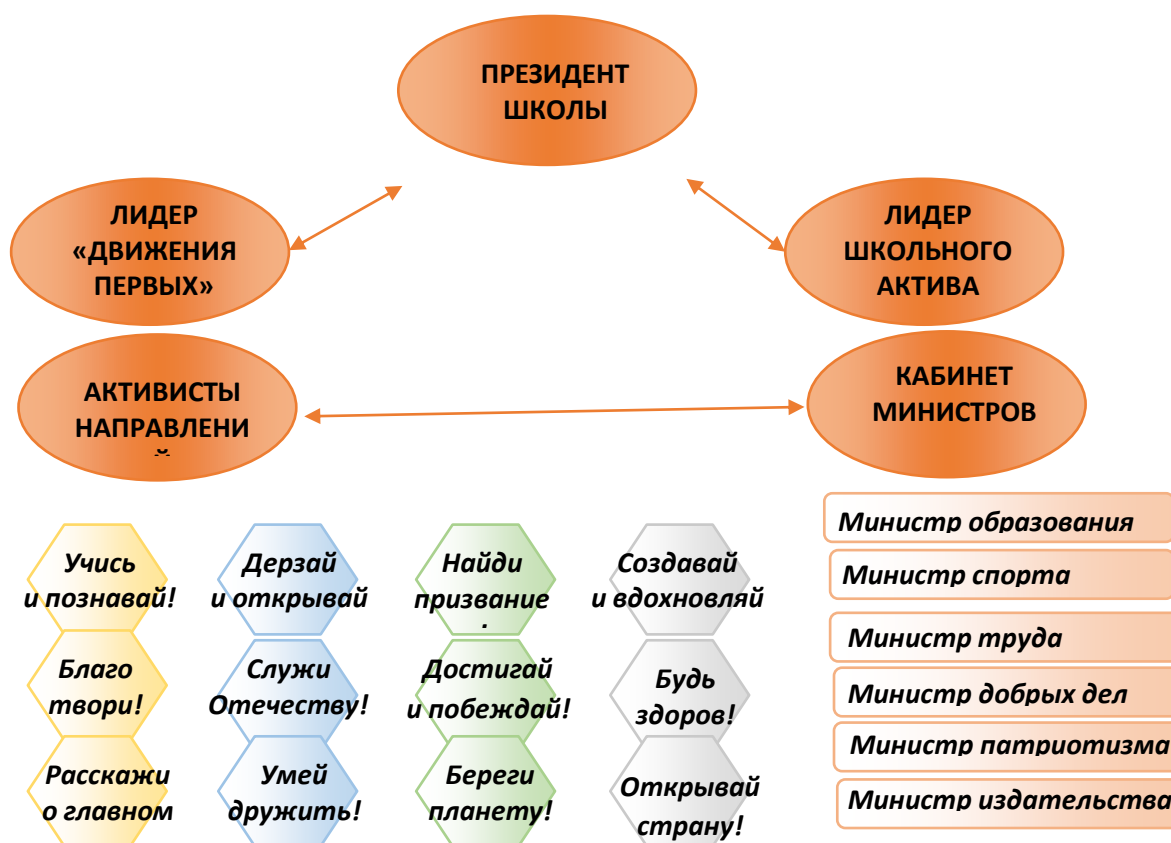 ПРЕЗИДЕНТ
ШКОЛЫ
ЛИДЕР
«ДВИЖЕНИЯ
ПЕРВЫХ»
ЛИДЕР
ШКОЛЬНОГО
АКТИВА
АКТИВИСТЫ
НАПРАВЛЕНИ
Й
КАБИНЕТ
МИНИСТРОВ
Учись
и познавай!
Дерзай
и открывай
Найди
призвание
!
Создавай
и вдохновляй
Благо
твори!
Служи
Отечеству!
Достигай
и побеждай!
Будь
здоров!
Расскажи
о главном
Умей
дружить!
Береги
планету!
Открывай
страну!
Министр образования
Министр спорта
Министр труда
Министр добрых дел
Министр патриотизма
Министр издательства